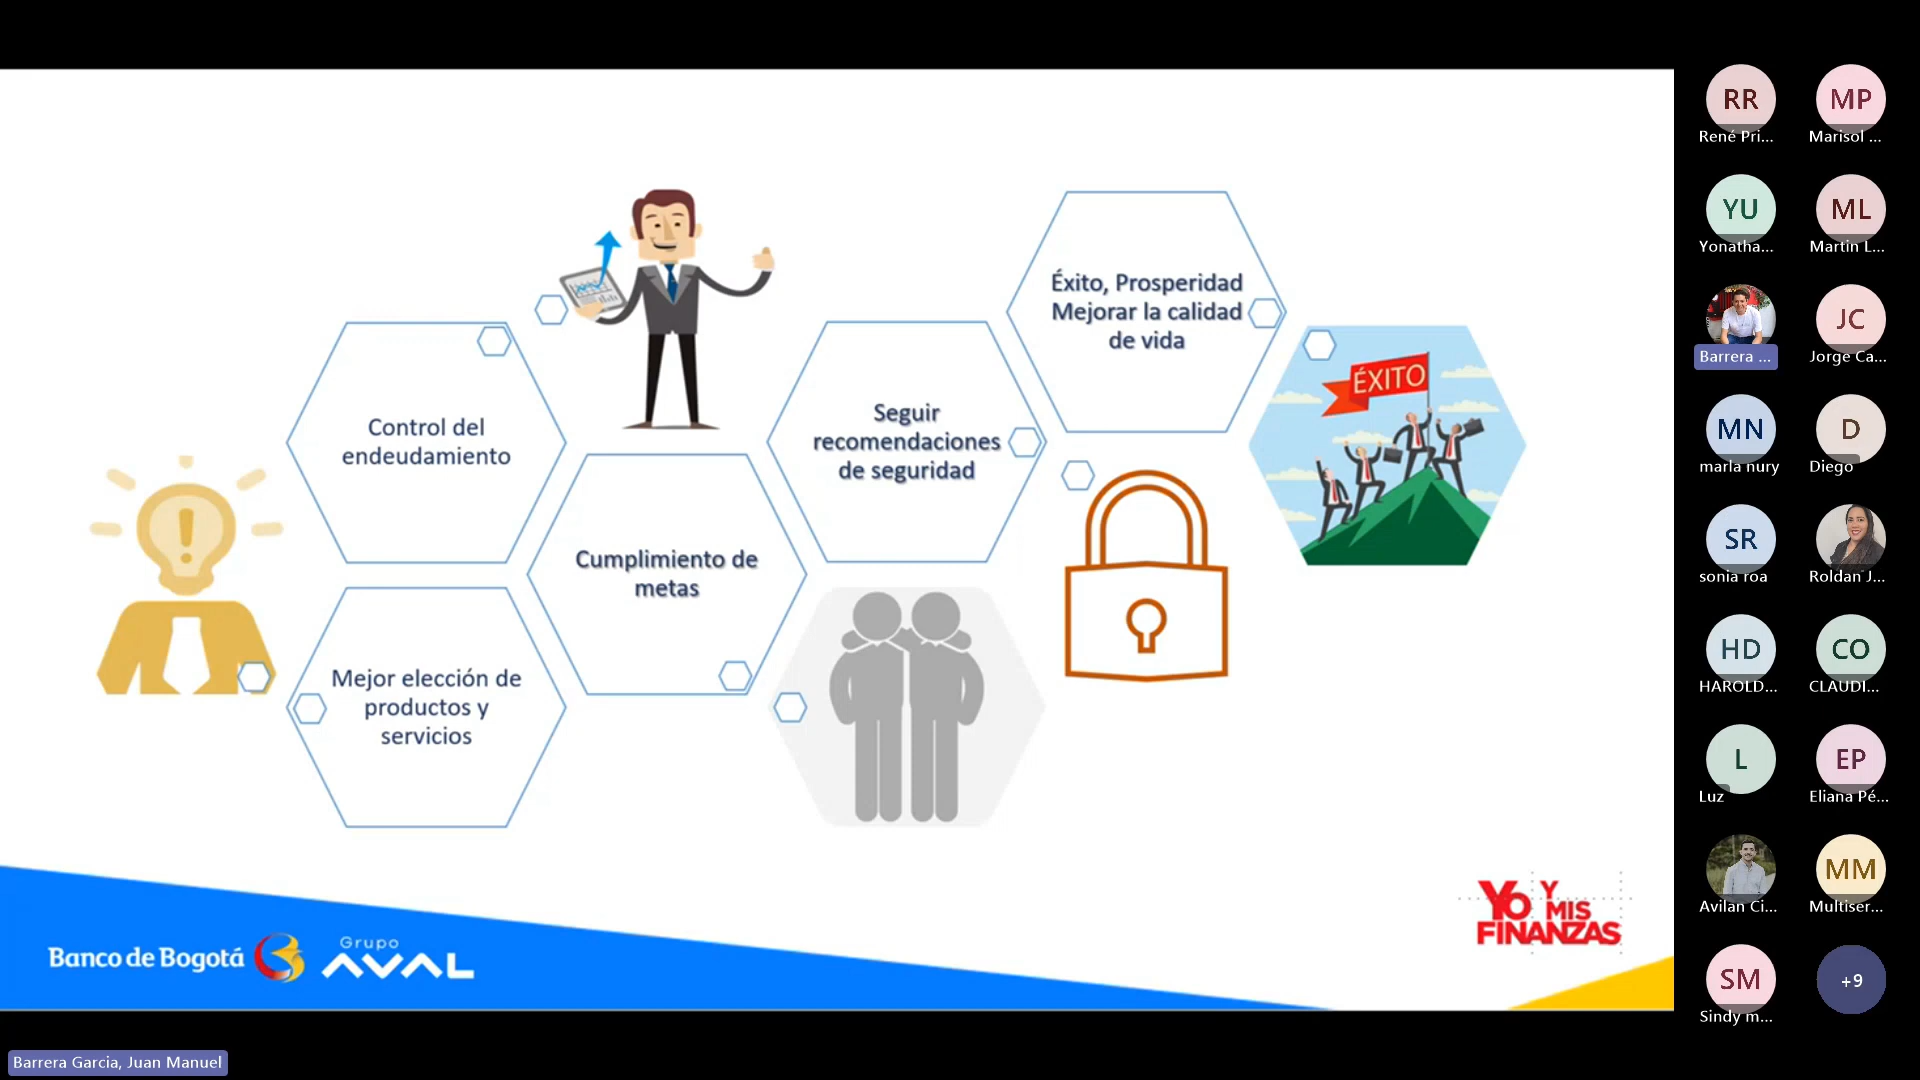 Control del
endeudamiento
Mejor elección de
productos y
servicios
Cumplimiento de
metas
Seguir
recomendaciones
de seguridad
Éxito, Prosperidad
Mejorar la calidad
de vida
ÉXITO
Banco de Bogotá
Grupo
AVAL
Yo Y
MIS
FINANZAS
RR
René Pri...
MP
Marisol ...
YU
Yonatha...
ML
Martin L...
Barrera ...
JC
Jorge Ca...
MN
marla nury
D
Diego
SR
sonia roa
Roldan J...
HD
HAROLD...
CO
CLAUDI...
L
Luz
EP
Eliana Pé...
Avilan Ci...
MM
Multiser...
SM
Sindy m...
+9
Barrera Garcia, Juan Manuel